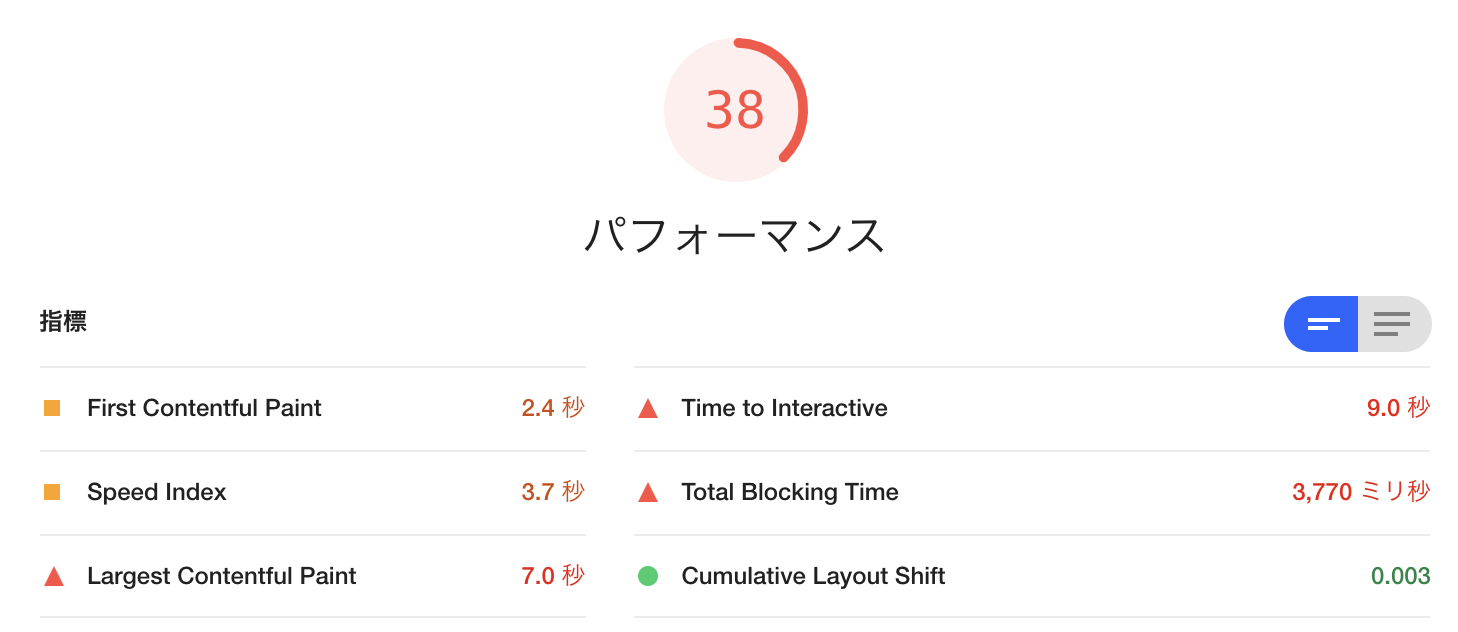 38
パフォーマンス
指標
First Contentful Paint 2.4 秒
Time to Interactive 9.0 秒
Speed Index 3.7 秒
Total Blocking Time 3,770 ミリ秒
Largest Contentful Paint 7.0 秒
Cumulative Layout Shift 0.003